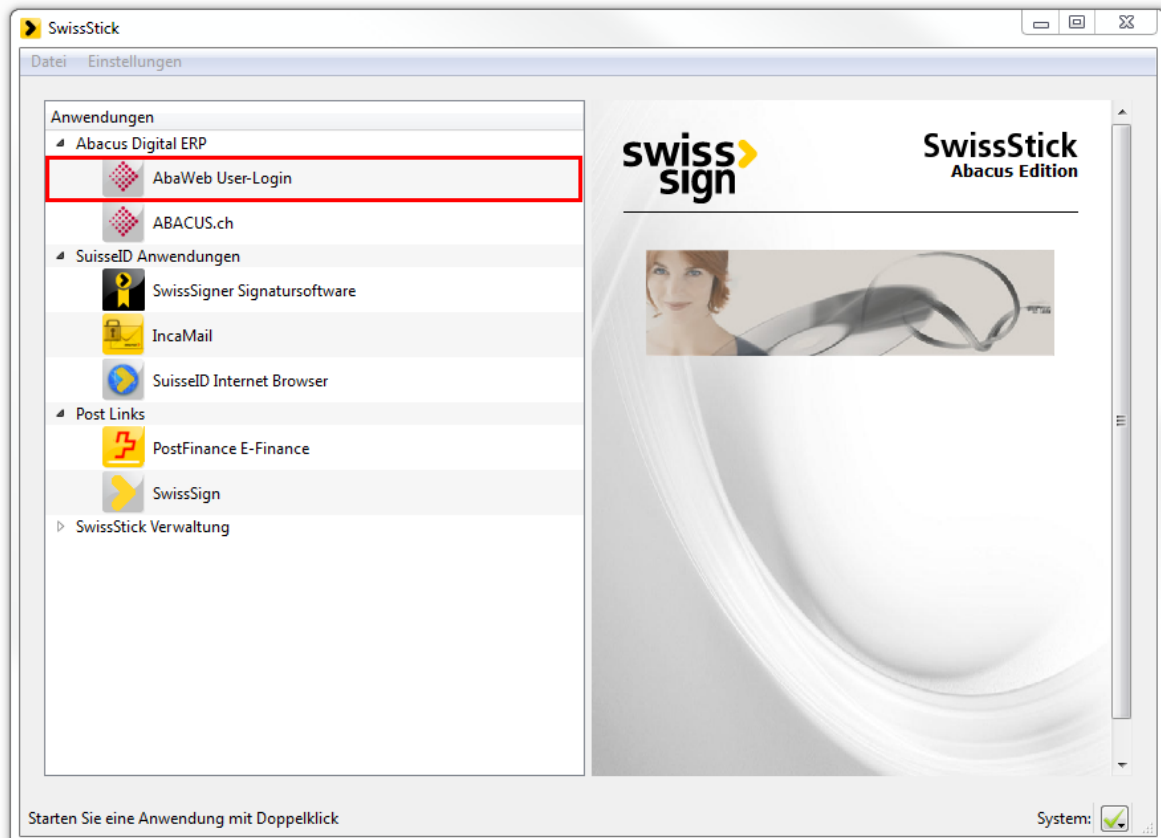 SwissStick
Datei Einstellungen
Anwendungen
Abacus Digital ERP
AbaWeb User-Login
ABACUS.ch
SuisseID Anwendungen
SwissSigner Signatursoftware
IncaMail
SuisseID Internet Browser
Post Links
PostFinance E-Finance
SwissSign
SwissStick Verwaltung
swiss
sign
SwissStick
Abacus Edition
Starten Sie eine Anwendung mit Doppelklick
System: